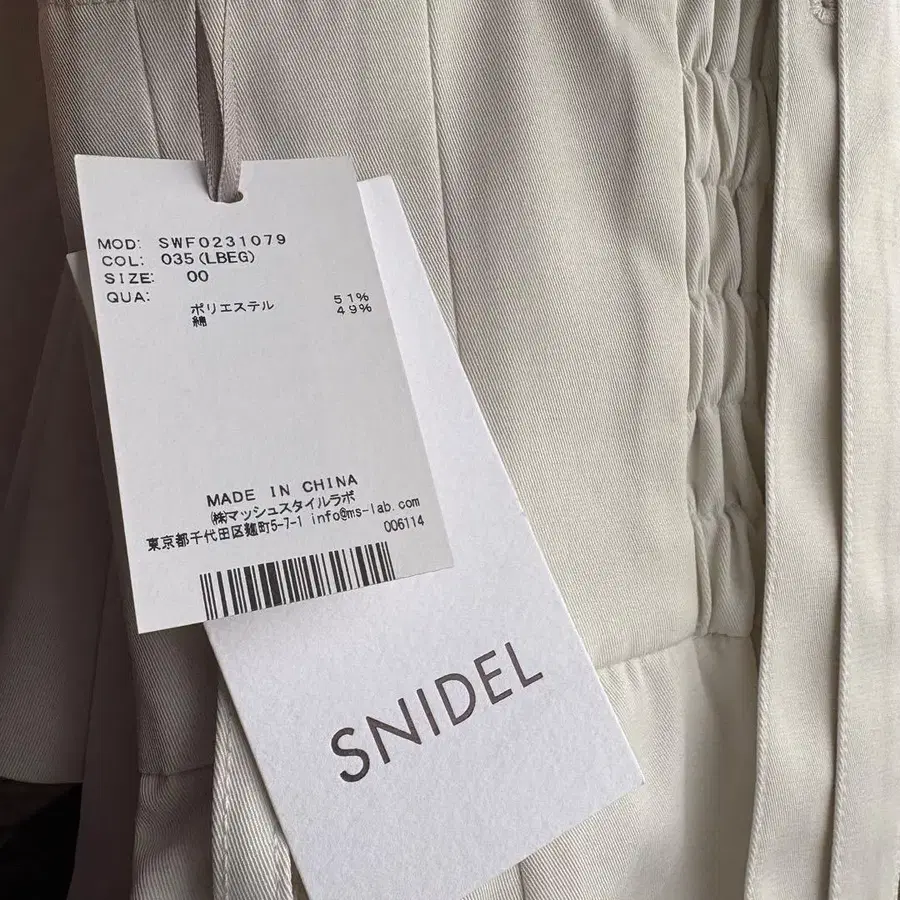 MOD: SWF0231079
COL: 035(LBEG)
SIZE: 00
QUA:
ポリエステル 51%
綿 49%
MADE IN CHINA
㈱マッシュスタイルラボ
東京都千代田区麹町5-7-1 info@ms-lab.com
006114
SNIDEL